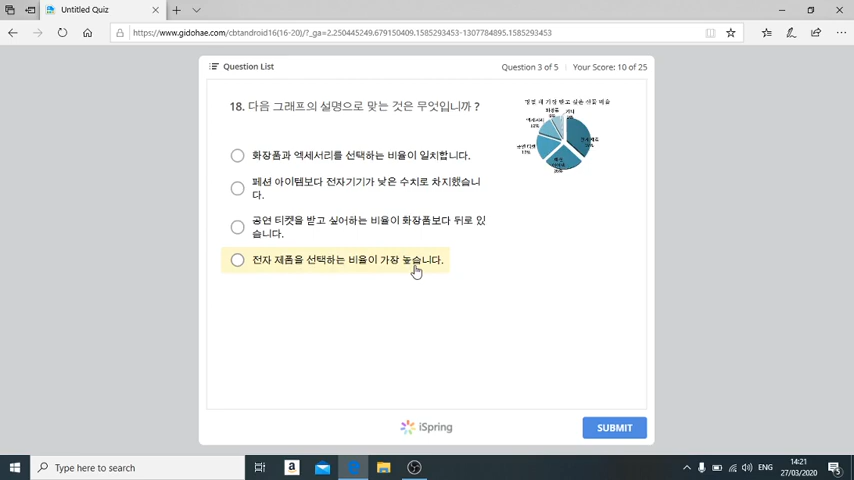 Untitled Quiz
https://www.gidohae.com/cbtandroid16(16-20)/?_ga=2.250445249.679150409.1585293453-1307784895.1585293453
Question List
Question 3 of 5
Your Score: 10 of 25
18. 다음 그래프의 설명으로 맞는 것은 무엇입니까 ?
화장품과 엑세서리를 선택하는 비율이 일치합니다.
페션 아이템보다 전자기기가 낮은 수치로 차지했습니
다.
공연 티켓을 받고 싶어하는 비율이 화장품보다 뒤로 있
습니다.
전자 제품을 선택하는 비율이 가장 높습니다.
iSpring
SUBMIT
Type here to search
a
ENG
14:21
27/03/2020
5